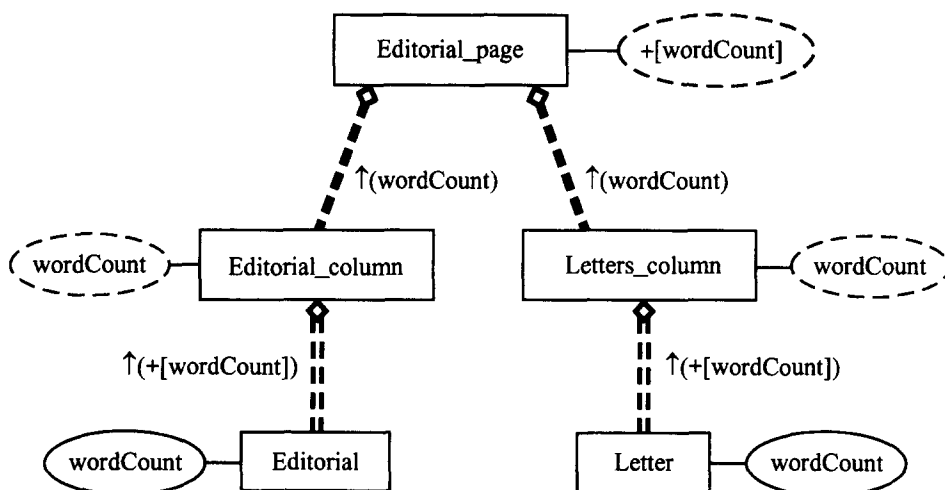 Editorial_page
+[wordCount]
↑(wordCount)
↑(wordCount)
wordCount
Editorial_column
Letters_column
wordCount
↑(+[wordCount])
↑(+[wordCount])
wordCount
Editorial
Letter
wordCount